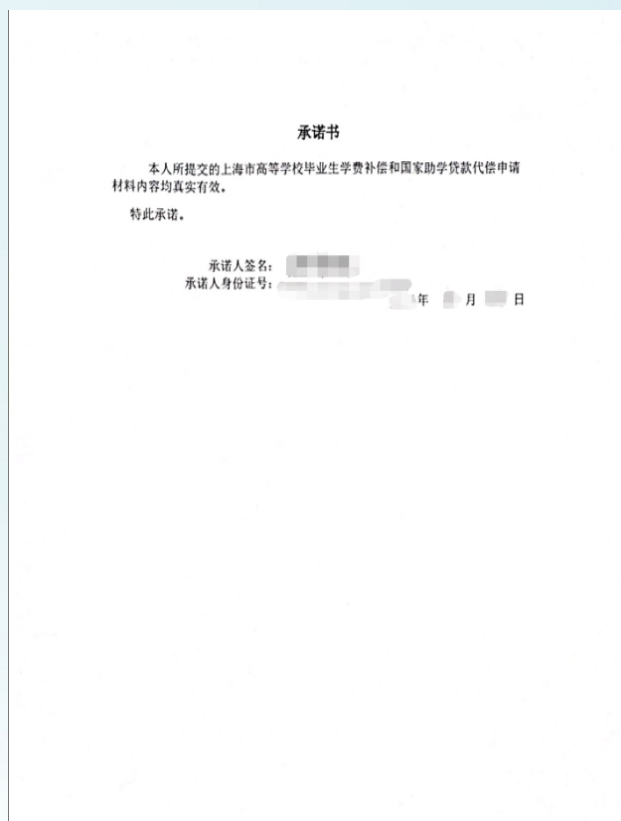 承诺书
本人所提交的上海市高等学校毕业生学费补偿和国家助学贷款代偿申请
材料内容均真实有效。
特此承诺。
承诺人签名：
承诺人身份证号：
年 月 日